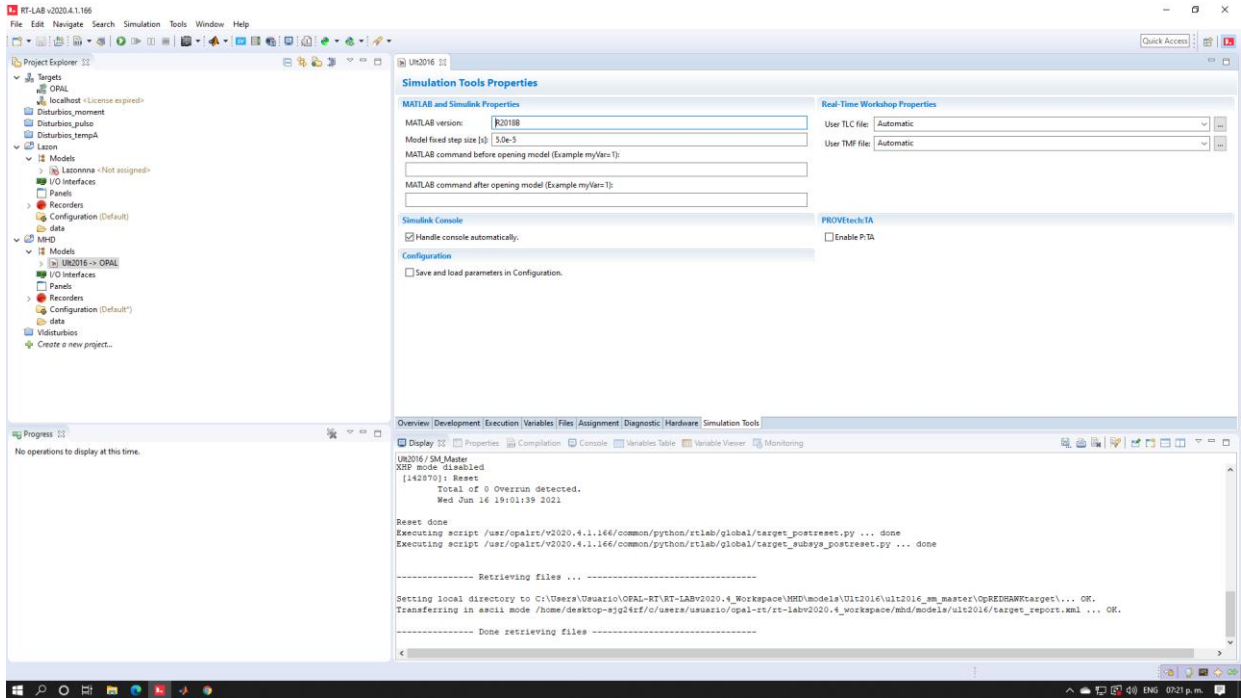 RT-LAB v2020.4.1.166
File Edit Navigate Search Simulation Tools Window Help
Quick Access
Project Explorer
Targets
OPAL
localhost <License expired>
Disturbios_moment
Disturbios_pulso
Disturbios_tempA
Lazon
Models
Lazonnna <Not assigned>
I/O Interfaces
Panels
Recorders
Configuration (Default)
data
MHD
Models
Ult2016 -> OPAL
I/O Interfaces
Panels
Recorders
Configuration (Default*)
data
Vldisturbios
Create a new project...
Progress
No operations to display at this time.
Ult2016
Simulation Tools Properties
MATLAB and Simulink Properties
MATLAB version: R2018B
Model fixed step size [s]: 5.0e-5
MATLAB command before opening model (Example myVar=1):
MATLAB command after opening model (Example myVar=1):
Simulink Console
Handle console automatically.
Configuration
Save and load parameters in Configuration.
Real-Time Workshop Properties
User TLC file: Automatic ...
User TMF file: Automatic ...
PROVEtech:TA
Enable P:TA
Overview Development Execution Variables Files Assignment Diagnostic Hardware Simulation Tools
Display Properties Compilation Console Variables Table Variable Viewer Monitoring
Ult2016 / SM_Master
XHP mode disabled
[142870]: Reset
Total of 0 Overrun detected.
Wed Jun 16 19:01:39 2021
Reset done
Executing script /usr/opalrt/v2020.4.1.166/common/python/rtlab/global/target_postreset.py ... done
Executing script /usr/opalrt/v2020.4.1.166/common/python/rtlab/global/target_subsys_postreset.py ... done
--------------- Retrieving files ... ----------------------------------
Setting local directory to C:\Users\Usuario\OPAL-RT\RT-LABv2020.4_Workspace\MHD\models\Ult2016\ult2016_sm_master\OpREDHAWKtarget\... OK.
Transferring in ascii mode /home/desktop-sjg24rf/c/users/usuario/opal-rt/rt-labv2020.4_workspace/mhd/models/ult2016/target_report.xml ... OK.
--------------- Done retrieving files ---------------------------------
ENG 07:21 p.m.